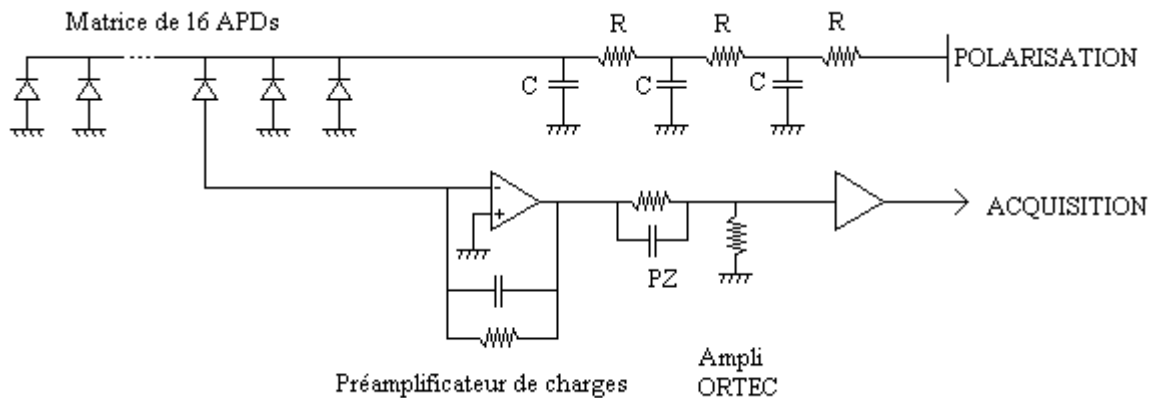 Matrice de 16 APDs
R
R
R
POLARISATION
C
C
C
-
+
ACQUISITION
PZ
Préamplificateur de charges
Ampli
ORTEC